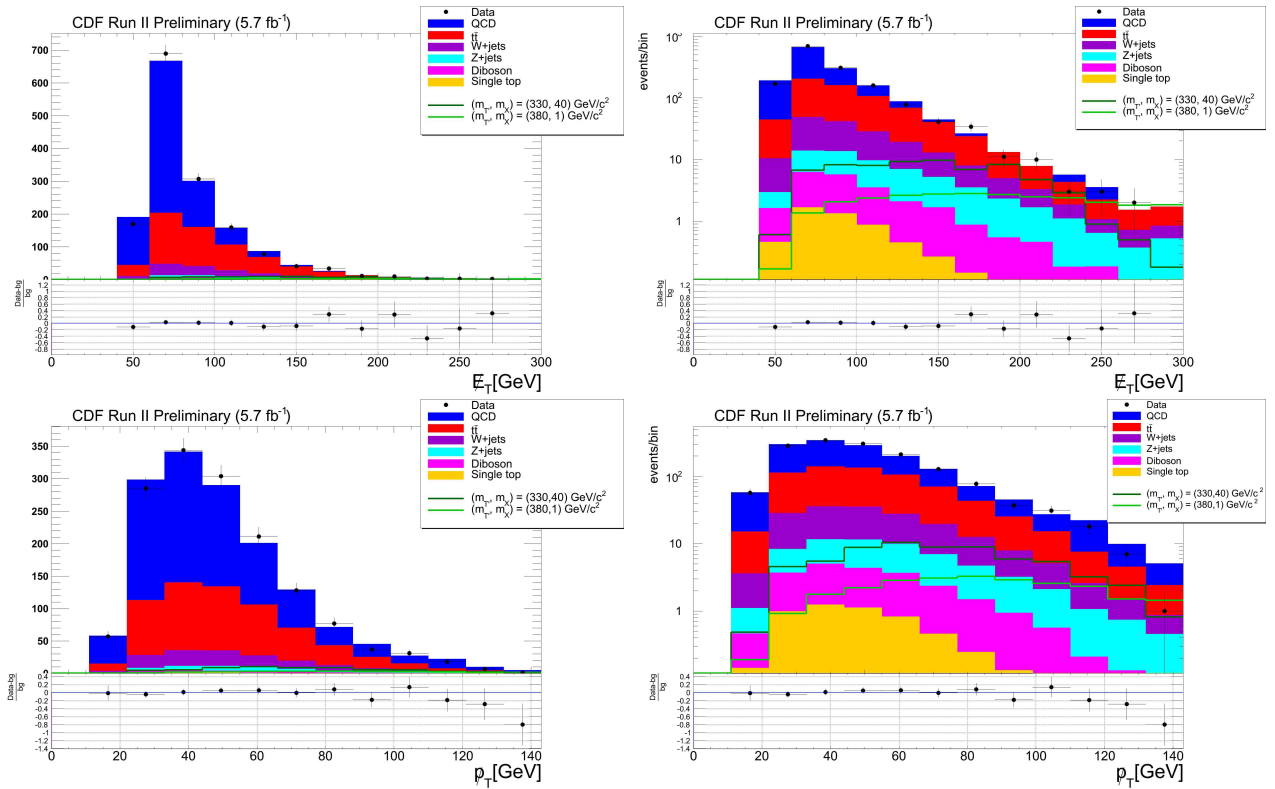 CDF Run II Preliminary (5.7 fb⁻¹)
Data
QCD
tt̄
W+jets
Z+jets
Diboson
Single top
(m_T', m_X) = (330, 40) GeV/c²
(m_T', m_X) = (380, 1) GeV/c²
700
600
500
400
300
200
100
0
Data-bg
bg
1.2
1
0.8
0.6
0.4
0.2
0
-0.2
-0.4
-0.6
-0.8
0 50 100 150 200 250 300
E̸_T[GeV]
CDF Run II Preliminary (5.7 fb⁻¹)
Data
QCD
tt̄
W+jets
Z+jets
Diboson
Single top
(m_T', m_X) = (330, 40) GeV/c²
(m_T', m_X) = (380, 1) GeV/c²
events/bin
10²
10
1
Data-bg
bg
1.2
1
0.8
0.6
0.4
0.2
0
-0.2
-0.4
-0.6
-0.8
0 50 100 150 200 250 300
E̸_T[GeV]
CDF Run II Preliminary (5.7 fb⁻¹)
Data
QCD
tt̄
W+jets
Z+jets
Diboson
Single top
(m_T', m_X) = (330,40) GeV/c²
(m_T', m_X) = (380,1) GeV/c²
350
300
250
200
150
100
50
0
Data-bg
bg
0.4
0.2
0
-0.2
-0.4
-0.6
-0.8
-1
-1.2
-1.4
0 20 40 60 80 100 120 140
p̸_T[GeV]
CDF Run II Preliminary (5.7 fb⁻¹)
Data
QCD
tt̄
W+jets
Z+jets
Diboson
Single top
(m_T', m_X) = (330,40) GeV/c²
(m_T', m_X) = (380,1) GeV/c²
events/bin
10²
10
1
Data-bg
bg
0.4
0.2
0
-0.2
-0.4
-0.6
-0.8
-1
-1.2
-1.4
0 20 40 60 80 100 120 140
p̸_T[GeV]